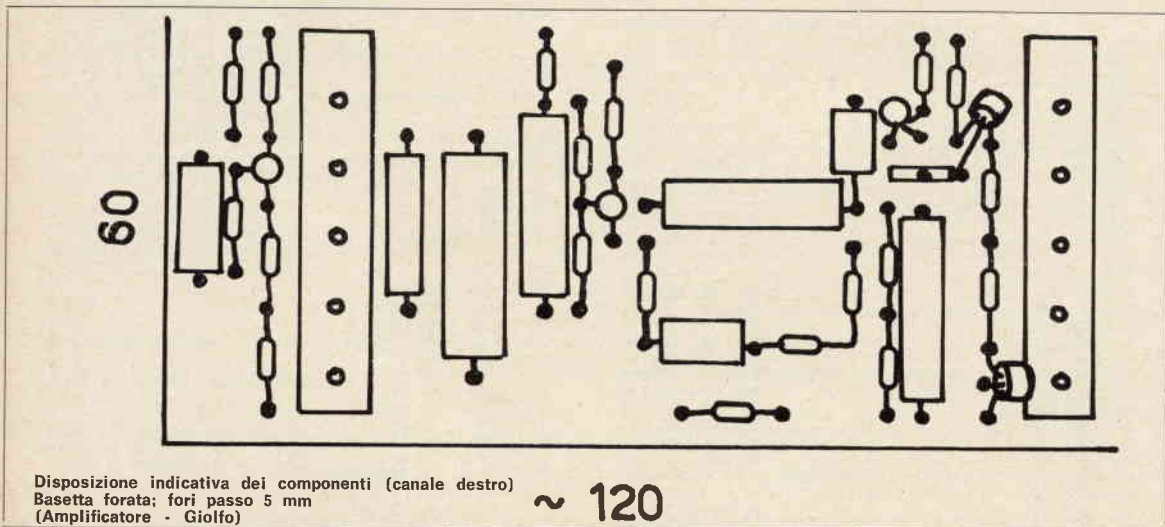 60
Disposizione indicativa dei componenti (canale destro)
Basetta forata; fori passo 5 mm
(Amplificatore - Giolfo)
~ 120